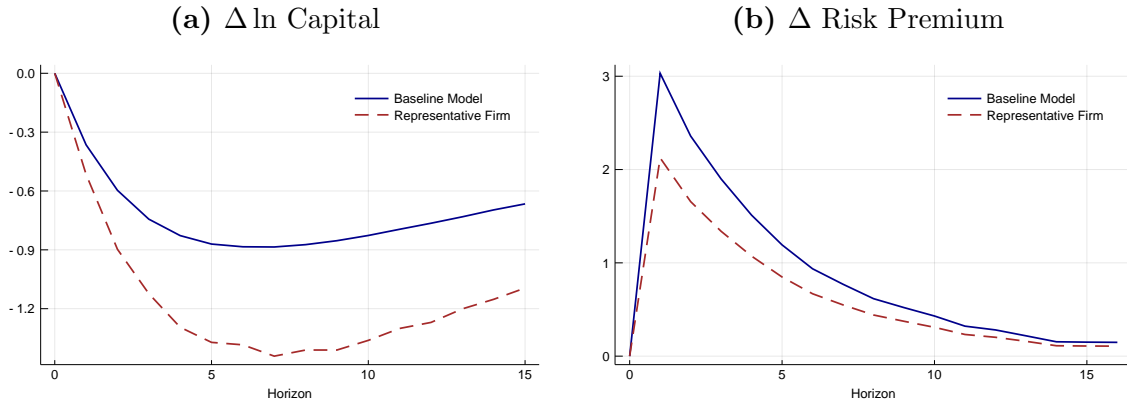 (a) Δ ln Capital
0.0
- 0.3
- 0.6
- 0.9
- 1.2
Baseline Model
Representative Firm
0
5
10
15
Horizon
(b) Δ Risk Premium
3
2
1
0
Baseline Model
Representative Firm
0
5
10
15
Horizon